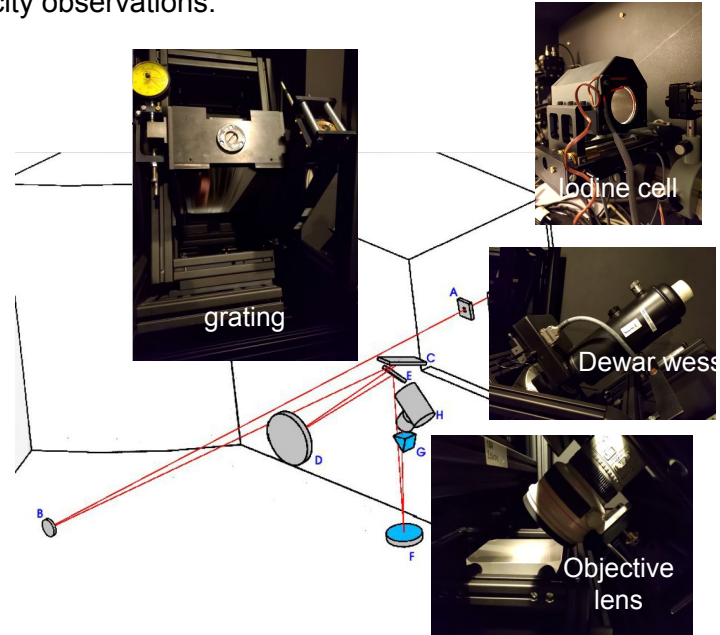 city observations.
Iodine cell
grating
A
C
E
Dewar wess
H
D
G
B
F
Objective
lens